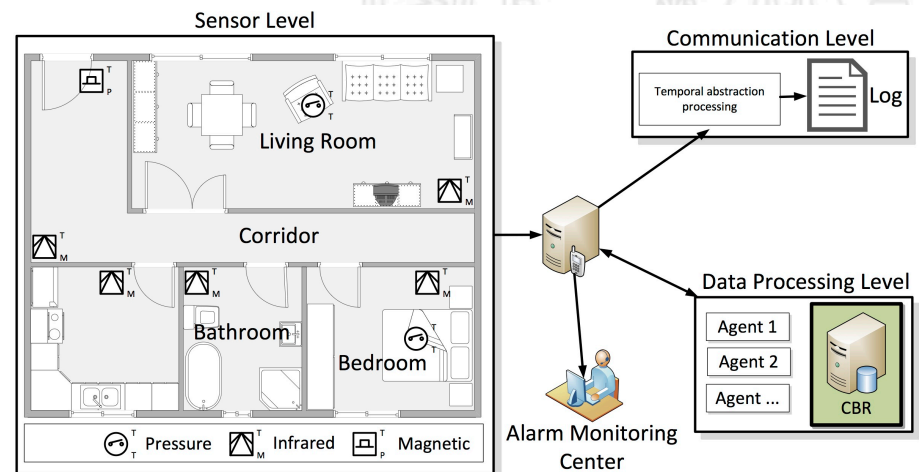 Sensor Level
T
P
T
T
Living Room
T
M
T
M
Corridor
T
M
T
M
T
M
Bathroom
T
T
Bedroom
T
T
Pressure
T
M
Infrared
T
P
Magnetic
Communication Level
Temporal abstraction
processing
Log
Data Processing Level
Agent 1
Agent 2
Agent ...
CBR
Alarm Monitoring
Center